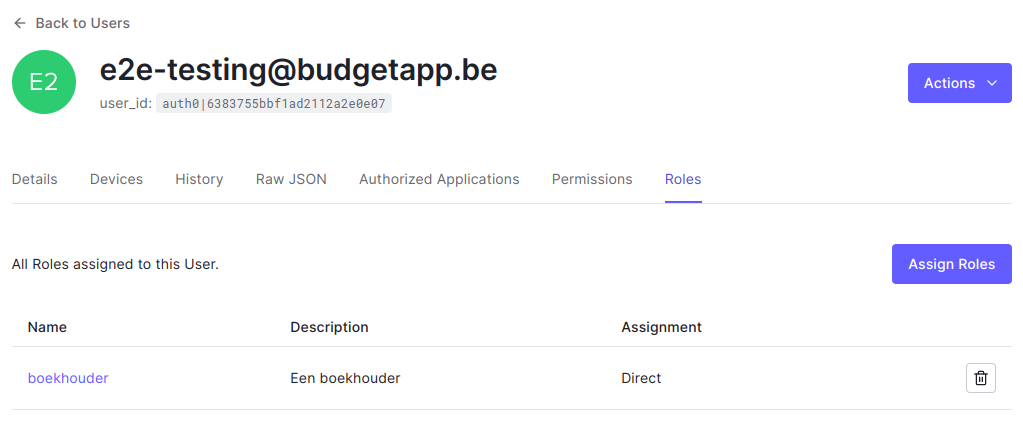 Back to Users
E2
e2e-testing@budgetapp.be
user_id: auth0|6383755bbf1ad2112a2e0e07
Actions
Details Devices History Raw JSON Authorized Applications Permissions Roles
All Roles assigned to this User.
Assign Roles
Name Description Assignment
boekhouder Een boekhouder Direct